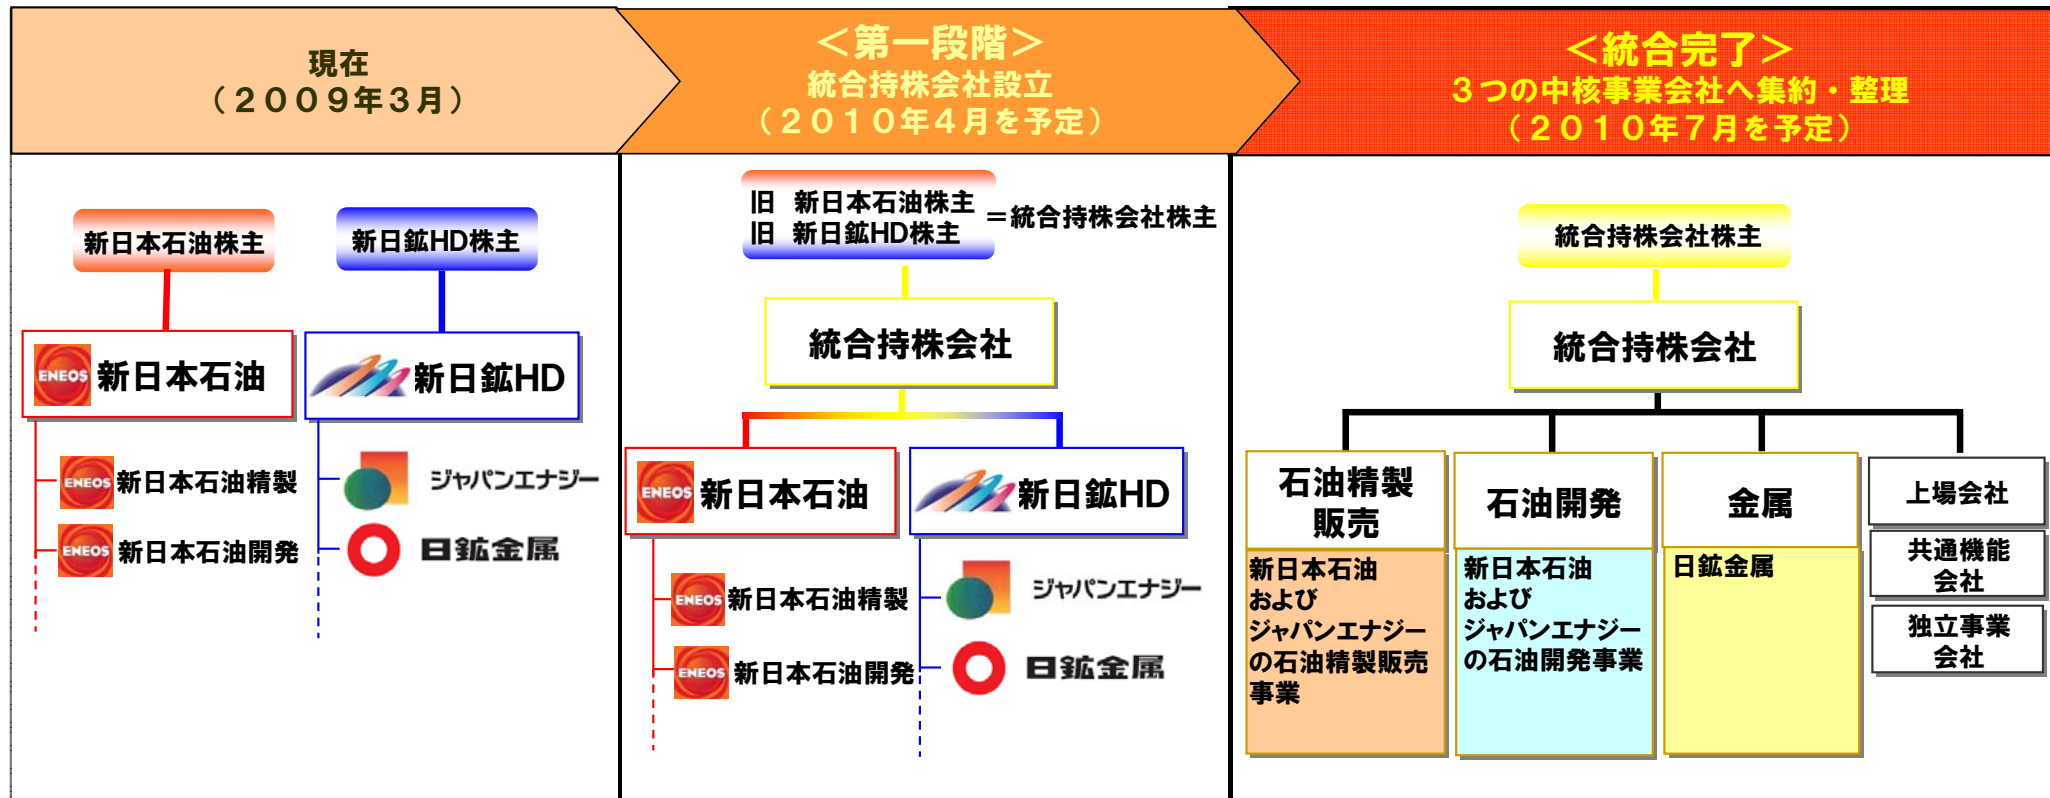 現在
（２００９年３月）
＜第一段階＞
統合持株会社設立
（２０１０年４月を予定）
＜統合完了＞
３つの中核事業会社へ集約・整理
（２０１０年７月を予定）
新日本石油株主
新日鉱HD株主
ENEOS 新日本石油
新日鉱HD
ENEOS 新日本石油精製
ENEOS 新日本石油開発
ジャパンエナジー
日鉱金属
旧 新日本石油株主
旧 新日鉱HD株主
＝統合持株会社株主
統合持株会社
ENEOS 新日本石油
新日鉱HD
ENEOS 新日本石油精製
ENEOS 新日本石油開発
ジャパンエナジー
日鉱金属
統合持株会社株主
統合持株会社
石油精製
販売
新日本石油
および
ジャパンエナジー
の石油精製販売
事業
石油開発
新日本石油
および
ジャパンエナジー
の石油開発事業
金属
日鉱金属
上場会社
共通機能
会社
独立事業
会社